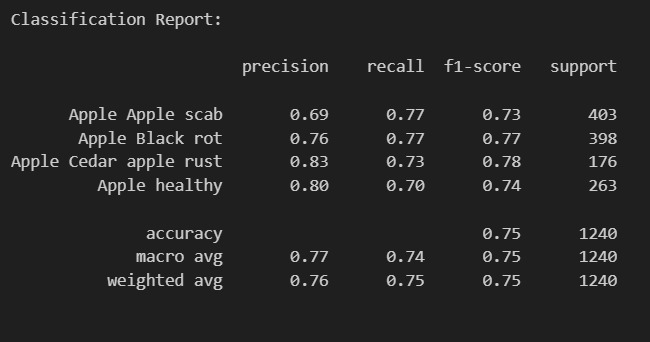 Classification Report:
precision recall f1-score support
Apple Apple scab 0.69 0.77 0.73 403
Apple Black rot 0.76 0.77 0.77 398
Apple Cedar apple rust 0.83 0.73 0.78 176
Apple healthy 0.80 0.70 0.74 263
accuracy 0.75 1240
macro avg 0.77 0.74 0.75 1240
weighted avg 0.76 0.75 0.75 1240